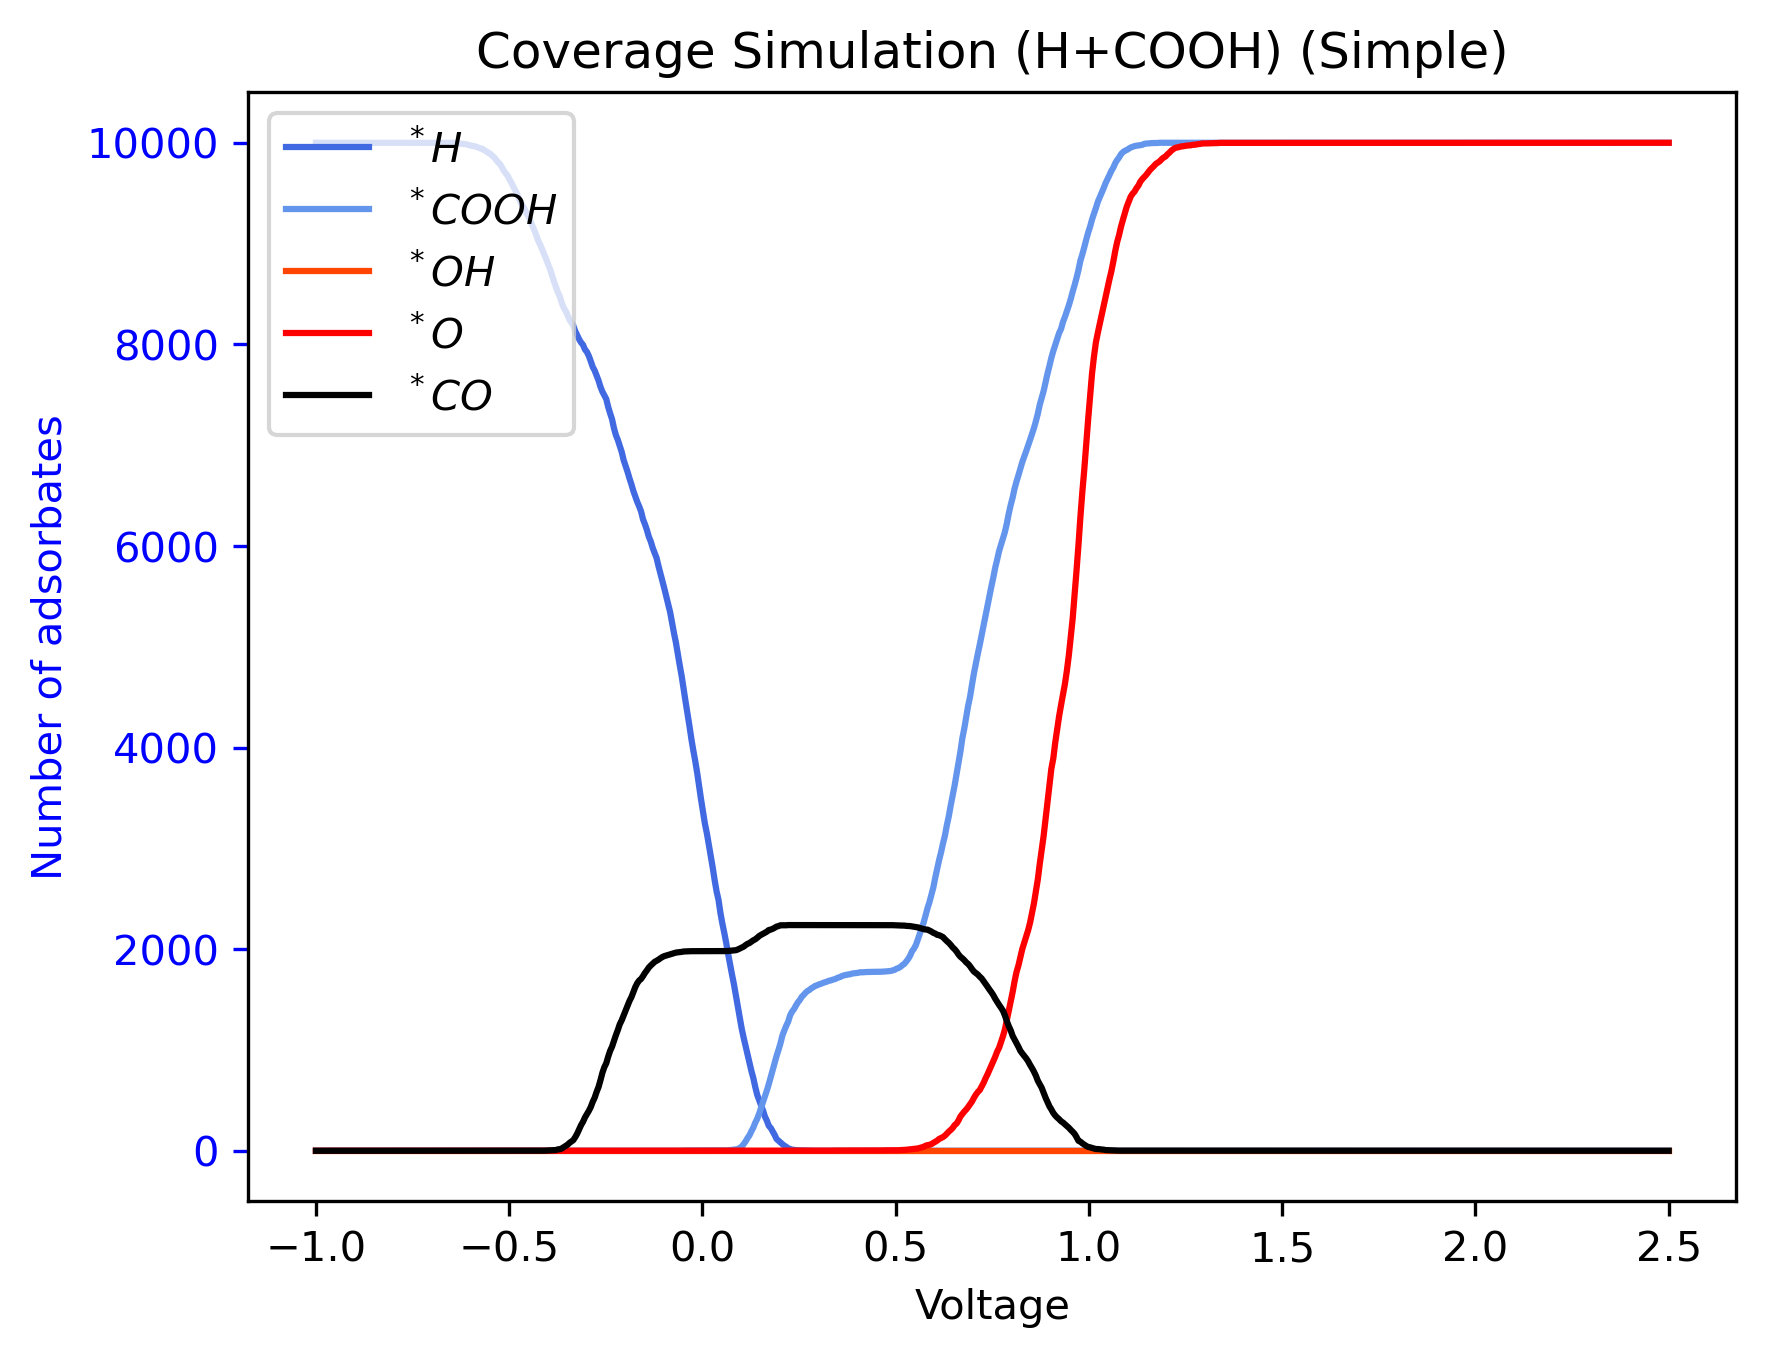 Coverage Simulation (H+COOH) (Simple)
10000
8000
6000
4000
2000
0
Number of adsorbates
*H
*COOH
*OH
*O
*CO
−1.0
−0.5
0.0
0.5
1.0
1.5
2.0
2.5
Voltage